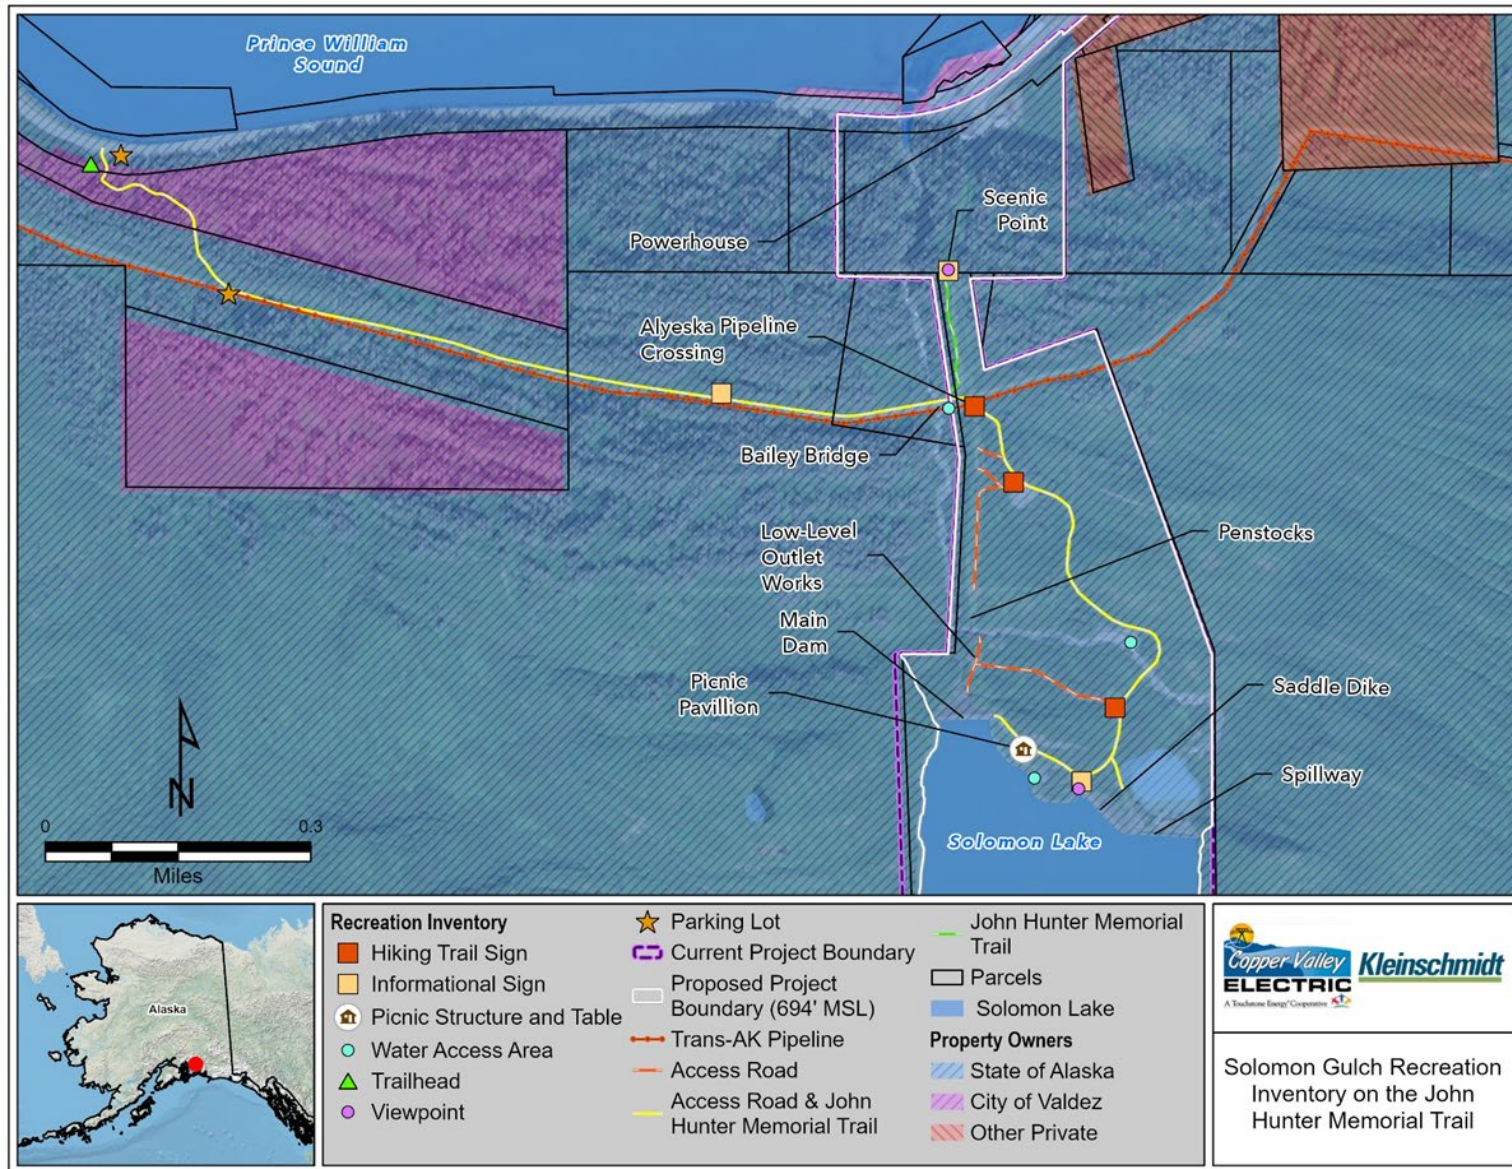 Prince William
Sound
Scenic
Point
Powerhouse
Alyeska Pipeline
Crossing
Bailey Bridge
Low-Level
Outlet
Works
Penstocks
Main
Dam
Picnic
Pavillion
Saddle Dike
Spillway
Solomon Lake
N
0
0.3
Miles
Alaska
Recreation Inventory
Hiking Trail Sign
Informational Sign
Picnic Structure and Table
Water Access Area
Trailhead
Viewpoint
Parking Lot
Current Project Boundary
Proposed Project
Boundary (694' MSL)
Trans-AK Pipeline
Access Road
Access Road & John
Hunter Memorial Trail
John Hunter Memorial
Trail
Parcels
Solomon Lake
Property Owners
State of Alaska
City of Valdez
Other Private
Copper Valley
ELECTRIC
A Touchstone Energy Cooperative
Kleinschmidt
Solomon Gulch Recreation
Inventory on the John
Hunter Memorial Trail